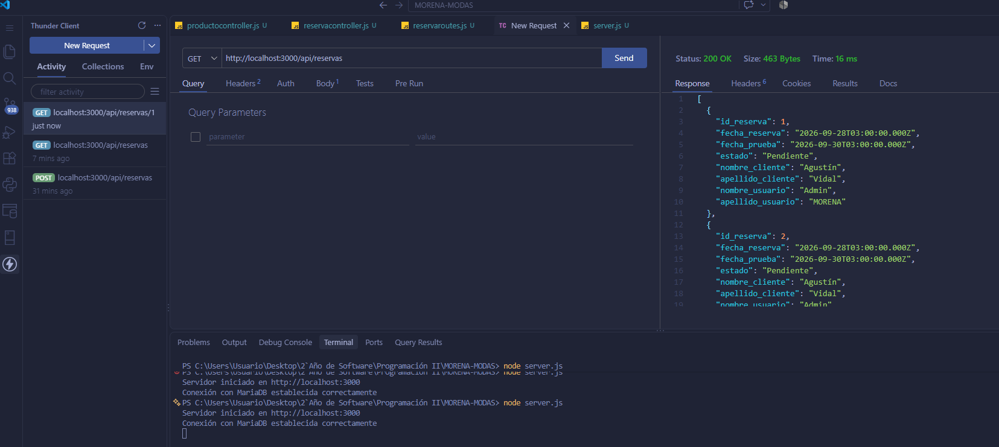 MORENA-MODAS
Thunder Client
New Request
Activity Collections Env
filter activity
GET localhost:3000/api/reservas/1
just now
GET localhost:3000/api/reservas
7 mins ago
POST localhost:3000/api/reservas
31 mins ago
938
JS productocontroller.js U
JS reservacontroller.js U
JS reservaroutes.js U
TC New Request
JS server.js U
GET http://localhost:3000/api/reservas Send
Query Headers 2 Auth Body 1 Tests Pre Run
Query Parameters
parameter value
Status: 200 OK Size: 463 Bytes Time: 16 ms
Response Headers 6 Cookies Results Docs
1 [
2 {
3 "id_reserva": 1,
4 "fecha_reserva": "2026-09-28T03:00:00.000Z",
5 "fecha_prueba": "2026-09-30T03:00:00.000Z",
6 "estado": "Pendiente",
7 "nombre_cliente": "Agustín",
8 "apellido_cliente": "Vidal",
9 "nombre_usuario": "Admin",
10 "apellido_usuario": "MORENA"
11 },
12 {
13 "id_reserva": 2,
14 "fecha_reserva": "2026-09-28T03:00:00.000Z",
15 "fecha_prueba": "2026-09-30T03:00:00.000Z",
16 "estado": "Pendiente",
17 "nombre_cliente": "Agustín",
18 "apellido_cliente": "Vidal",
19 "nombre_usuario": "Admin"
Problems Output Debug Console Terminal Ports Query Results
PS C:\Users\Usuario\Desktop\2`Año de Software\Programación II\MORENA-MODAS> node server.js
PS C:\Users\Usuario\Desktop\2`Año de Software\Programación II\MORENA-MODAS> node server.js
Servidor iniciado en http://localhost:3000
Conexión con MariaDB establecida correctamente
PS C:\Users\Usuario\Desktop\2`Año de Software\Programación II\MORENA-MODAS> node server.js
Servidor iniciado en http://localhost:3000
Conexión con MariaDB establecida correctamente